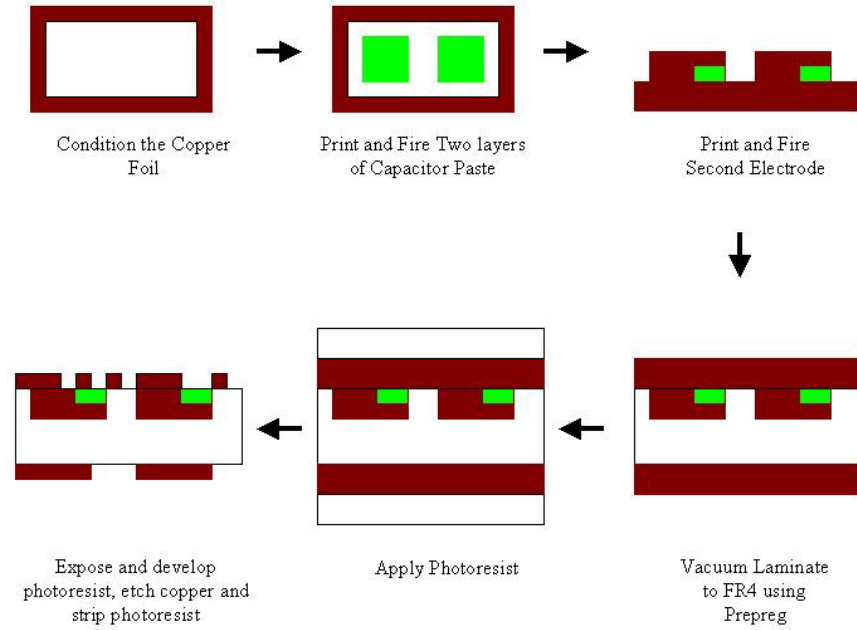 Condition the Copper
Foil
Print and Fire Two layers
of Capacitor Paste
Print and Fire
Second Electrode
Expose and develop
photoresist, etch copper and
strip photoresist
Apply Photoresist
Vacuum Laminate
to FR4 using
Prepreg